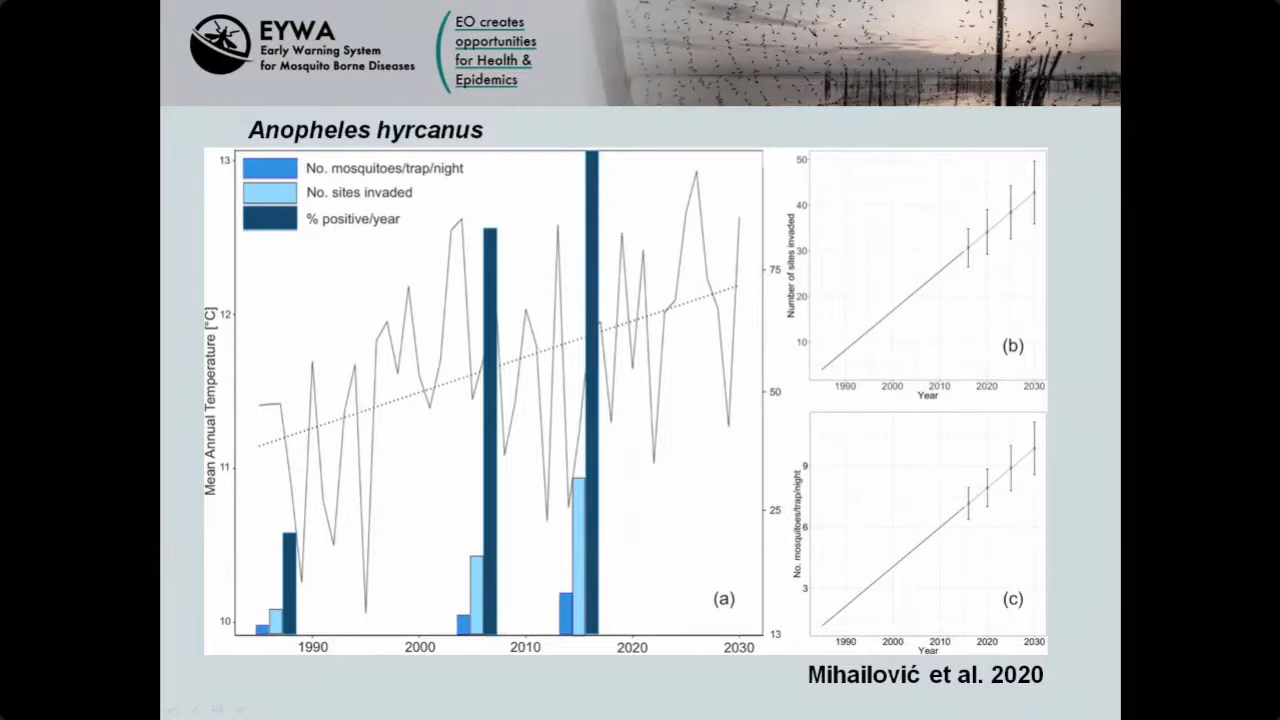 EYWA
Early Warning System
for Mosquito Borne Diseases
EO creates
opportunities
for Health &
Epidemics
Anopheles hyrcanus
No. mosquitoes/trap/night
No. sites invaded
% positive/year
Mean Annual Temperature [°C]
13
12
11
10
75
50
25
13
1990
2000
2010
2020
2030
(a)
Number of sites invaded
50
40
30
20
10
(b)
1990
2000
2010
2020
2030
Year
No. mosquitoes/trap/night
9
6
3
(c)
1990
2000
2010
2020
2030
Year
Mihailović et al. 2020